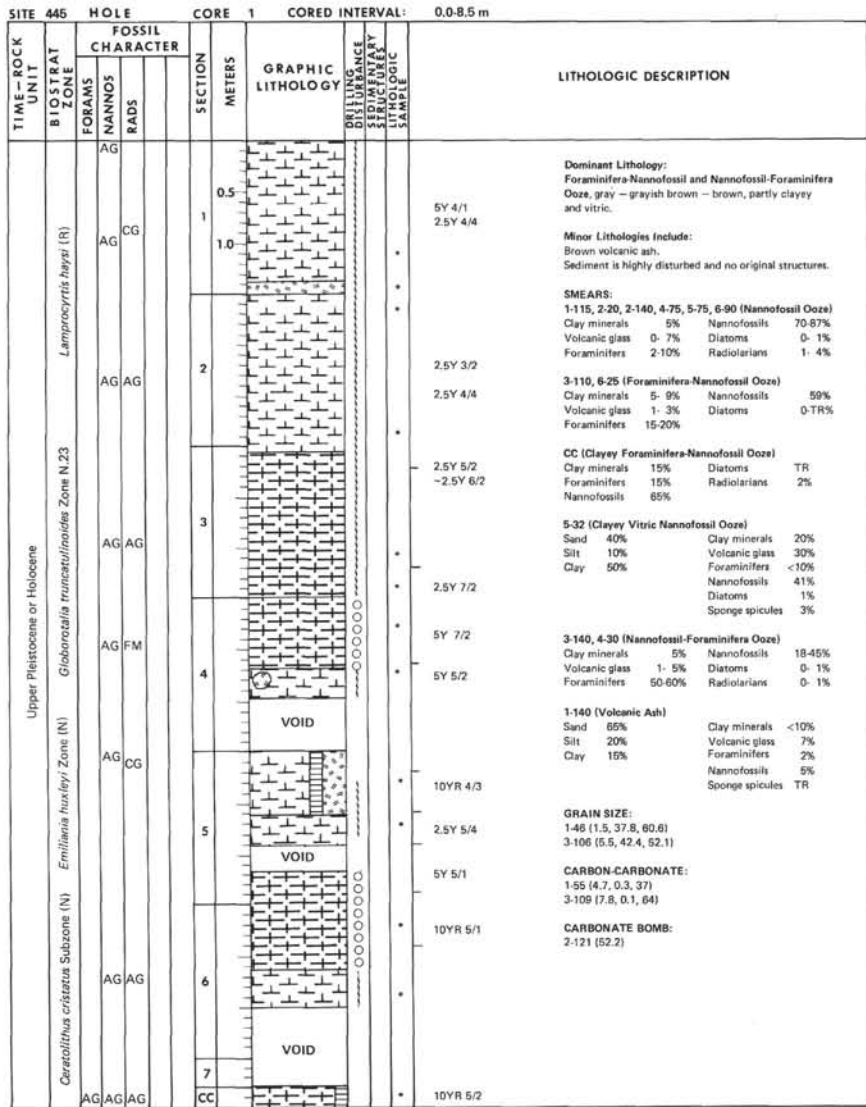 SITE 445 HOLE CORE 1 CORED INTERVAL: 0.0-8.5 m
TIME-ROCK UNIT
BIOSTRAT ZONE
FOSSIL CHARACTER
FORAMS
NANNOS
RADS
SECTION
METERS
GRAPHIC LITHOLOGY
DRILLING DISTURBANCE
SEDIMENTARY STRUCTURES
LITHOLOGIC SAMPLE
LITHOLOGIC DESCRIPTION
Upper Pleistocene or Holocene
Lamprocyrtis haysi (R)
Globorotalia truncatulinoides Zone N.23
Emiliania huxleyi Zone (N)
Ceratolithus cristatus Subzone (N)
AG
AG CG
AG AG
AG AG
AG FM
AG CG
AG AG
AG AG AG
1
0.5
1.0
2
3
4
5
6
7
CC
VOID
VOID
VOID
5Y 4/1
2.5Y 4/4
2.5Y 3/2
2.5Y 4/4
2.5Y 5/2
~2.5Y 6/2
2.5Y 7/2
5Y 7/2
5Y 5/2
10YR 4/3
2.5Y 5/4
5Y 5/1
10YR 5/1
10YR 5/2
Dominant Lithology:
Foraminifera-Nannofossil and Nannofossil-Foraminifera
Ooze, gray – grayish brown – brown, partly clayey
and vitric.
Minor Lithologies Include:
Brown volcanic ash.
Sediment is highly disturbed and no original structures.
SMEARS:
1-115, 2-20, 2-140, 4-75, 5-75, 6-90 (Nannofossil Ooze)
Clay minerals 5% Nannofossils 70-87%
Volcanic glass 0- 7% Diatoms 0- 1%
Foraminifers 2-10% Radiolarians 1- 4%
3-110, 6-25 (Foraminifera-Nannofossil Ooze)
Clay minerals 5- 9% Nannofossils 59%
Volcanic glass 1- 3% Diatoms 0-TR%
Foraminifers 15-20%
CC (Clayey Foraminifera-Nannofossil Ooze)
Clay minerals 15% Diatoms TR
Foraminifers 15% Radiolarians 2%
Nannofossils 65%
5-32 (Clayey Vitric Nannofossil Ooze)
Sand 40% Clay minerals 20%
Silt 10% Volcanic glass 30%
Clay 50% Foraminifers <10%
Nannofossils 41%
Diatoms 1%
Sponge spicules 3%
3-140, 4-30 (Nannofossil-Foraminifera Ooze)
Clay minerals 5% Nannofossils 18-45%
Volcanic glass 1- 5% Diatoms 0- 1%
Foraminifers 50-60% Radiolarians 0- 1%
1-140 (Volcanic Ash)
Sand 65% Clay minerals <10%
Silt 20% Volcanic glass 7%
Clay 15% Foraminifers 2%
Nannofossils 5%
Sponge spicules TR
GRAIN SIZE:
1-46 (1.5, 37.8, 60.6)
3-106 (5.5, 42.4, 52.1)
CARBON-CARBONATE:
1-55 (4.7, 0.3, 37)
3-109 (7.8, 0.1, 64)
CARBONATE BOMB:
2-121 (52.2)